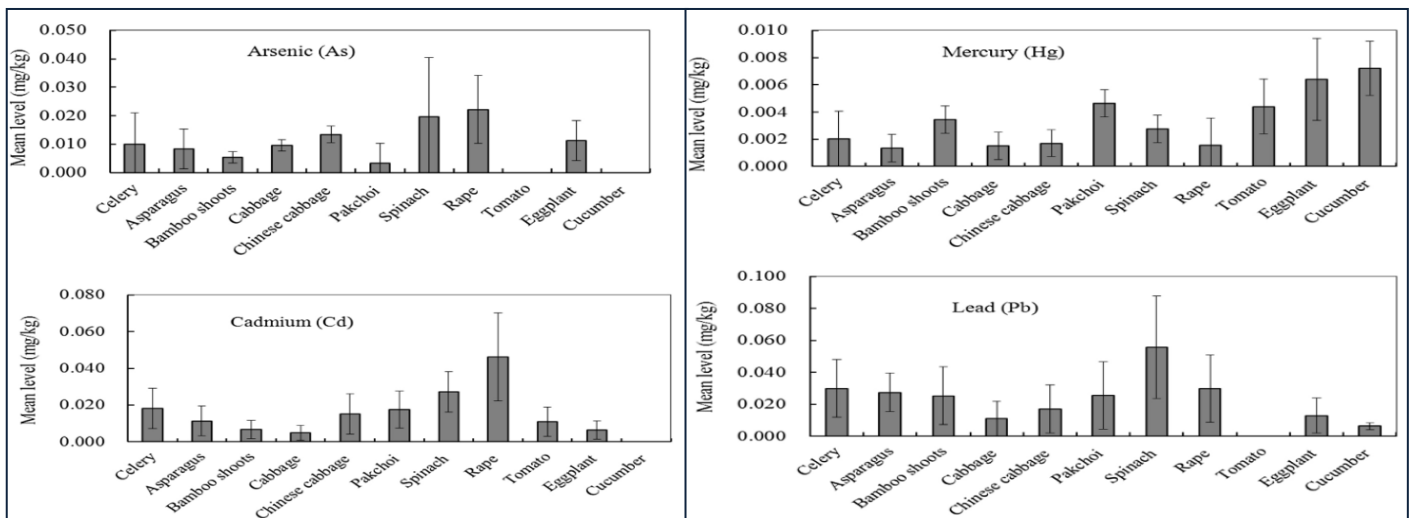 Arsenic (As)
Mean level (mg/kg)
0.050
0.040
0.030
0.020
0.010
0.000
Celery
Asparagus
Bamboo shoots
Cabbage
Chinese cabbage
Pakchoi
Spinach
Rape
Tomato
Eggplant
Cucumber
Mercury (Hg)
Mean level (mg/kg)
0.010
0.008
0.006
0.004
0.002
0.000
Celery
Asparagus
Bamboo shoots
Cabbage
Chinese cabbage
Pakchoi
Spinach
Rape
Tomato
Eggplant
Cucumber
Cadmium (Cd)
Mean level (mg/kg)
0.080
0.060
0.040
0.020
0.000
Celery
Asparagus
Bamboo shoots
Cabbage
Chinese cabbage
Pakchoi
Spinach
Rape
Tomato
Eggplant
Cucumber
Lead (Pb)
Mean level (mg/kg)
0.100
0.080
0.060
0.040
0.020
0.000
Celery
Asparagus
Bamboo shoots
Cabbage
Chinese cabbage
Pakchoi
Spinach
Rape
Tomato
Eggplant
Cucumber